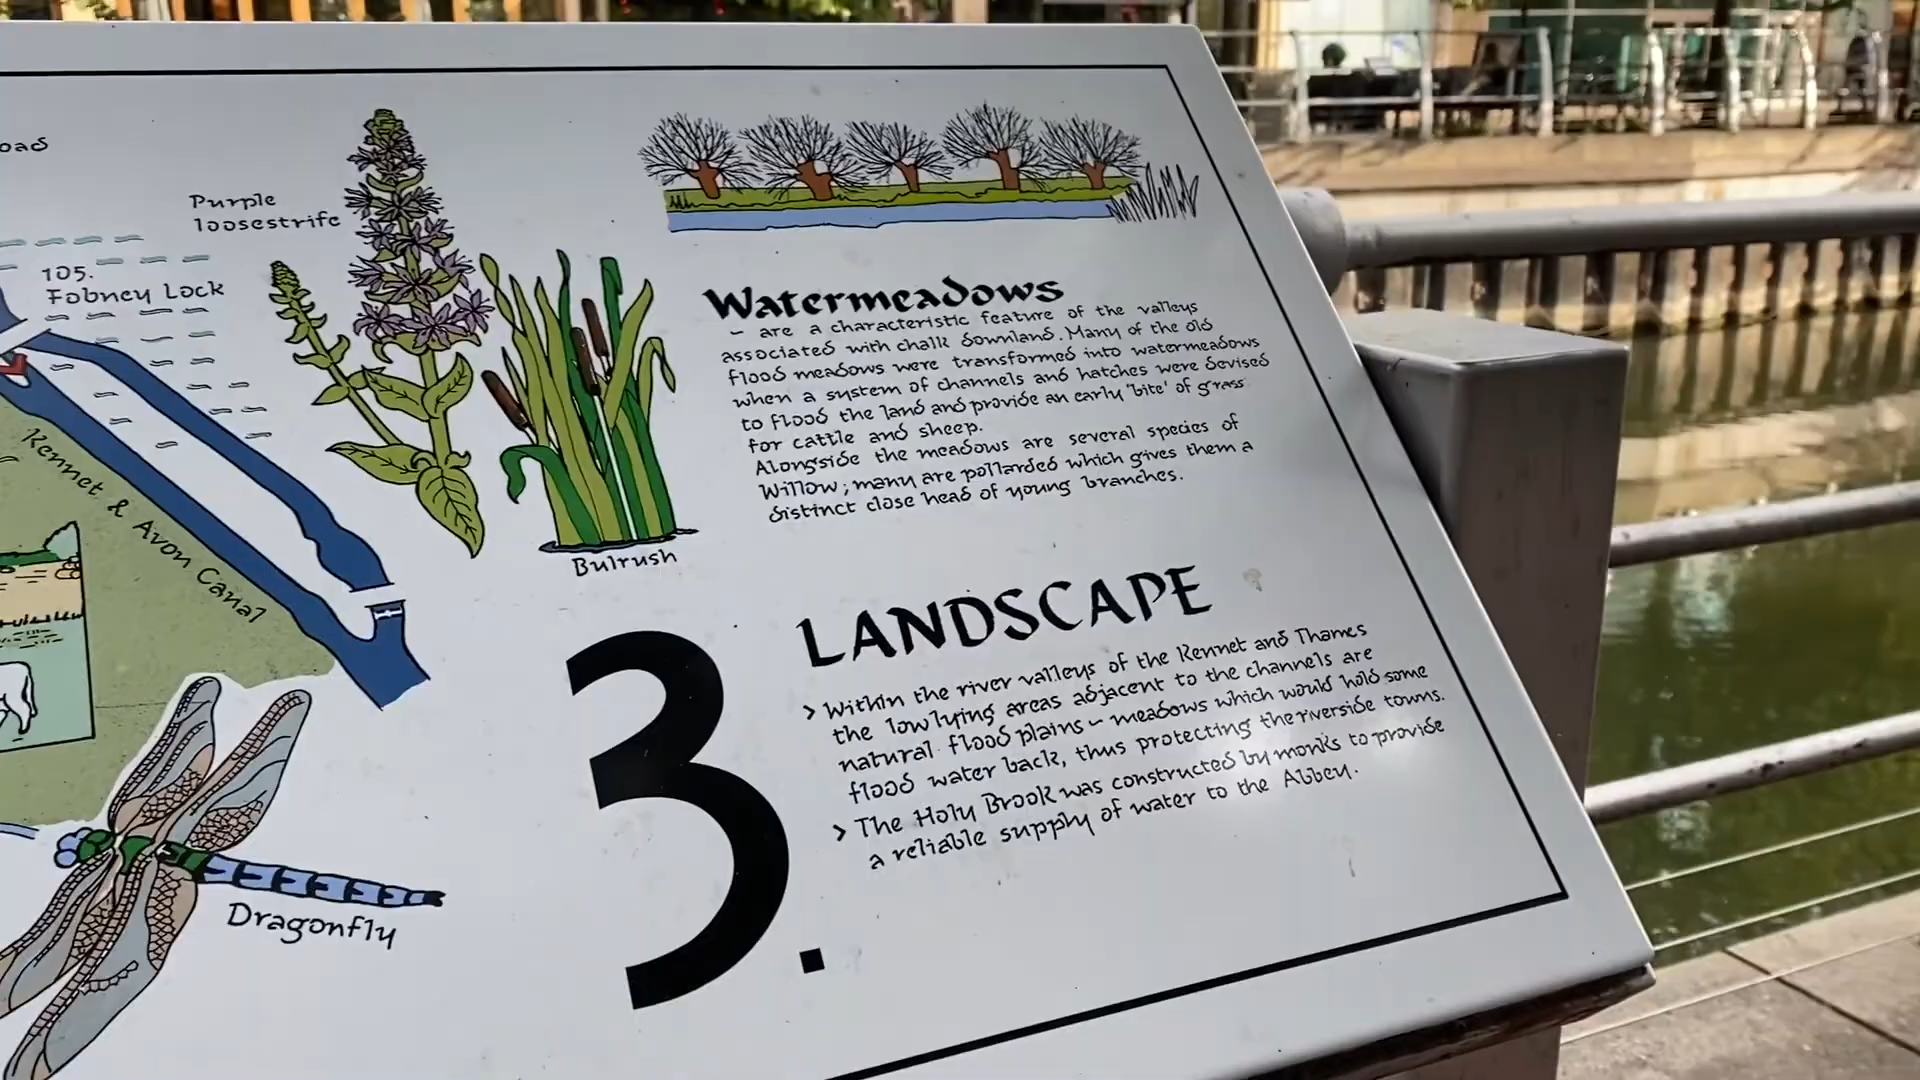 Purple
loosestrife
105.
Fobney Lock
Kennet & Avon Canal
Bulrush
Dragonfly
Watermeadows
- are a characteristic feature of the valleys
associated with chalk downland. Many of the old
flood meadows were transformed into watermeadows
when a system of channels and hatches were devised
to flood the land and provide an early 'bite' of grass
for cattle and sheep.
Alongside the meadows are several species of
Willow; many are pollarded which gives them a
distinct close head of young branches.
3.
LANDSCAPE
> Within the river valleys of the Kennet and Thames
the low lying areas adjacent to the channels are
natural flood plains - meadows which would hold some
flood water back, thus protecting the riverside towns.
> The Holy Brook was constructed by monks to provide
a reliable supply of water to the Abbey.